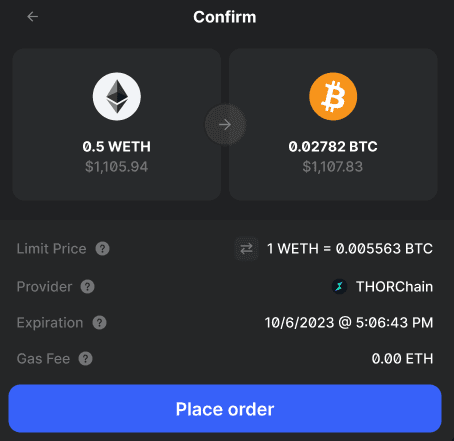 Confirm
0.5 WETH
$1,105.94
0.02782 BTC
$1,107.83
Limit Price
1 WETH = 0.005563 BTC
Provider
THORChain
Expiration
10/6/2023 @ 5:06:43 PM
Gas Fee
0.00 ETH
Place order